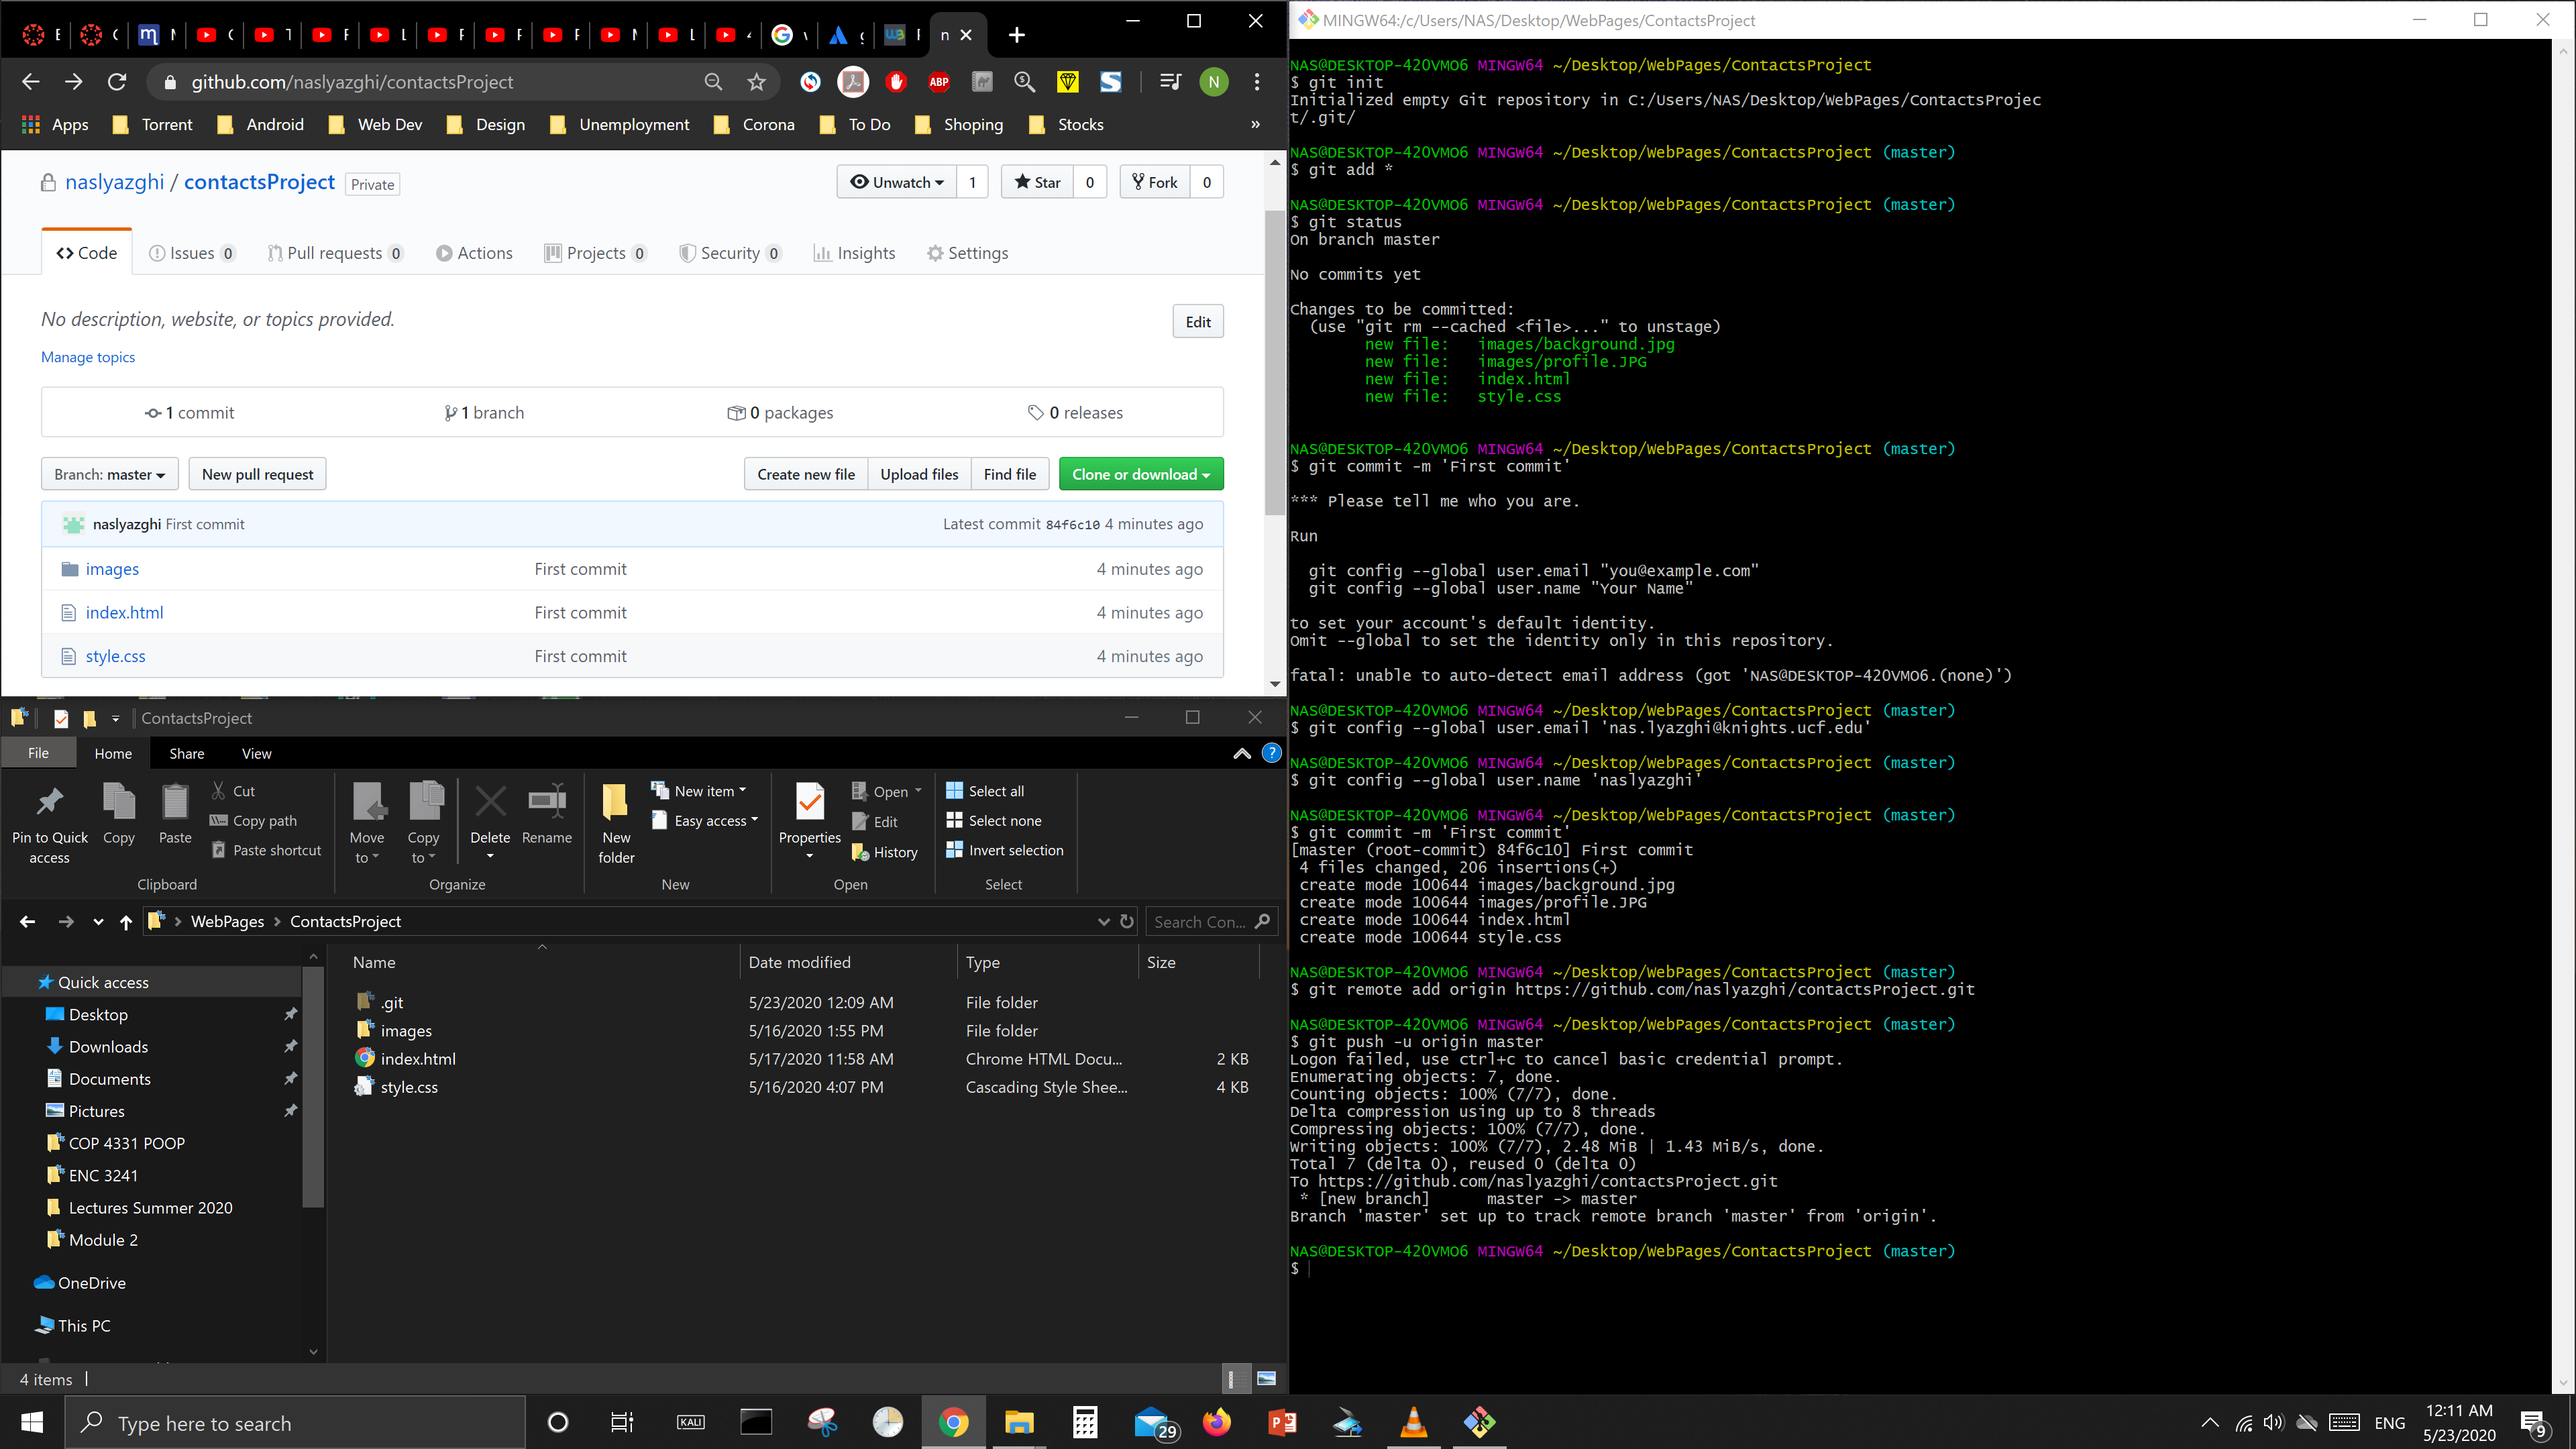 github.com/naslyazghi/contactsProject
Apps Torrent Android Web Dev Design Unemployment Corona To Do Shoping Stocks »
naslyazghi / contactsProject Private
Unwatch 1 Star 0 Fork 0
Code Issues 0 Pull requests 0 Actions Projects 0 Security 0 Insights Settings
No description, website, or topics provided.
Edit
Manage topics
1 commit 1 branch 0 packages 0 releases
Branch: master New pull request Create new file Upload files Find file Clone or download
naslyazghi First commit Latest commit 84f6c10 4 minutes ago
images First commit 4 minutes ago
index.html First commit 4 minutes ago
style.css First commit 4 minutes ago
ContactsProject
File Home Share View
Pin to Quick access
Copy
Paste
Cut
Copy path
Paste shortcut
Clipboard
Move to
Copy to
Delete
Rename
Organize
New folder
New item
Easy access
New
Properties
Open
Edit
History
Open
Select all
Select none
Invert selection
Select
WebPages > ContactsProject
Search Con...
Name Date modified Type Size
.git 5/23/2020 12:09 AM File folder
images 5/16/2020 1:55 PM File folder
index.html 5/17/2020 11:58 AM Chrome HTML Docu... 2 KB
style.css 5/16/2020 4:07 PM Cascading Style Shee... 4 KB
Quick access
Desktop
Downloads
Documents
Pictures
COP 4331 POOP
ENC 3241
Lectures Summer 2020
Module 2
OneDrive
This PC
4 items
MINGW64:/c/Users/NAS/Desktop/WebPages/ContactsProject
NAS@DESKTOP-420VMO6 MINGW64 ~/Desktop/WebPages/ContactsProject
$ git init
Initialized empty Git repository in C:/Users/NAS/Desktop/WebPages/ContactsProjec
t/.git/
NAS@DESKTOP-420VMO6 MINGW64 ~/Desktop/WebPages/ContactsProject (master)
$ git add *
NAS@DESKTOP-420VMO6 MINGW64 ~/Desktop/WebPages/ContactsProject (master)
$ git status
On branch master
No commits yet
Changes to be committed:
(use "git rm --cached <file>..." to unstage)
new file: images/background.jpg
new file: images/profile.JPG
new file: index.html
new file: style.css
NAS@DESKTOP-420VMO6 MINGW64 ~/Desktop/WebPages/ContactsProject (master)
$ git commit -m 'First commit'
*** Please tell me who you are.
Run
git config --global user.email "you@example.com"
git config --global user.name "Your Name"
to set your account's default identity.
Omit --global to set the identity only in this repository.
fatal: unable to auto-detect email address (got 'NAS@DESKTOP-420VMO6.(none)')
NAS@DESKTOP-420VMO6 MINGW64 ~/Desktop/WebPages/ContactsProject (master)
$ git config --global user.email 'nas.lyazghi@knights.ucf.edu'
NAS@DESKTOP-420VMO6 MINGW64 ~/Desktop/WebPages/ContactsProject (master)
$ git config --global user.name 'naslyazghi'
NAS@DESKTOP-420VMO6 MINGW64 ~/Desktop/WebPages/ContactsProject (master)
$ git commit -m 'First commit'
[master (root-commit) 84f6c10] First commit
4 files changed, 206 insertions(+)
create mode 100644 images/background.jpg
create mode 100644 images/profile.JPG
create mode 100644 index.html
create mode 100644 style.css
NAS@DESKTOP-420VMO6 MINGW64 ~/Desktop/WebPages/ContactsProject (master)
$ git remote add origin https://github.com/naslyazghi/contactsProject.git
NAS@DESKTOP-420VMO6 MINGW64 ~/Desktop/WebPages/ContactsProject (master)
$ git push -u origin master
Logon failed, use ctrl+c to cancel basic credential prompt.
Enumerating objects: 7, done.
Counting objects: 100% (7/7), done.
Delta compression using up to 8 threads
Compressing objects: 100% (7/7), done.
Writing objects: 100% (7/7), 2.48 MiB | 1.43 MiB/s, done.
Total 7 (delta 0), reused 0 (delta 0)
To https://github.com/naslyazghi/contactsProject.git
* [new branch] master -> master
Branch 'master' set up to track remote branch 'master' from 'origin'.
NAS@DESKTOP-420VMO6 MINGW64 ~/Desktop/WebPages/ContactsProject (master)
$
Type here to search
KALI
29
ENG
12:11 AM
5/23/2020
9